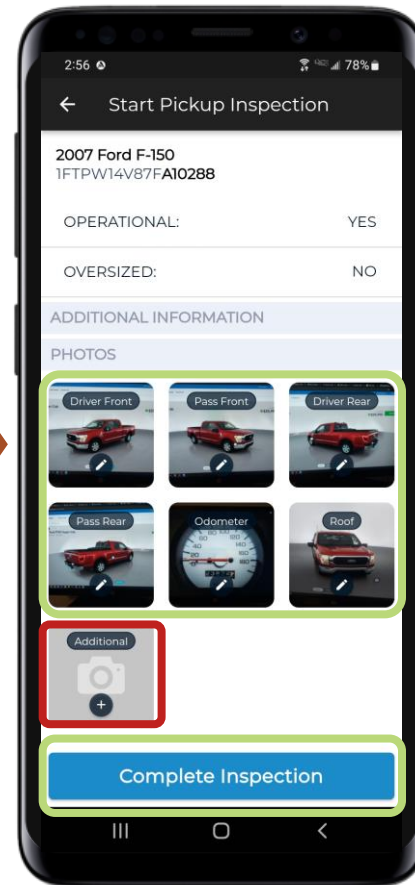 2:56 78%
Start Pickup Inspection
2007 Ford F-150
1FTPW14V87FA10288
OPERATIONAL: YES
OVERSIZED: NO
ADDITIONAL INFORMATION
PHOTOS
Driver Front Pass Front Driver Rear
Pass Rear Odometer Roof
Additional
Complete Inspection